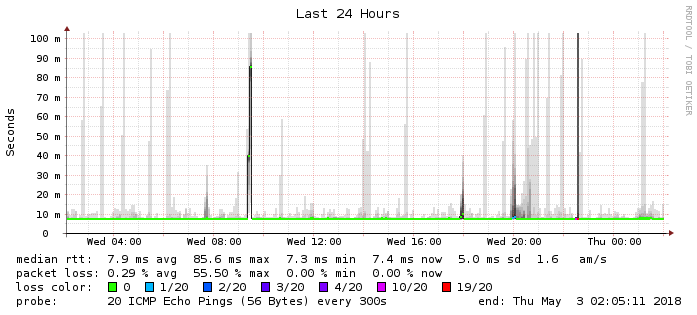 Last 24 Hours
RRDTOOL / TOBI OETIKER
Seconds
100 m
90 m
80 m
70 m
60 m
50 m
40 m
30 m
20 m
10 m
0
Wed 04:00 Wed 08:00 Wed 12:00 Wed 16:00 Wed 20:00 Thu 00:00
median rtt: 7.9 ms avg 85.6 ms max 7.3 ms min 7.4 ms now 5.0 ms sd 1.6 am/s
packet loss: 0.29 % avg 55.50 % max 0.00 % min 0.00 % now
loss color: 0 1/20 2/20 3/20 4/20 10/20 19/20
probe: 20 ICMP Echo Pings (56 Bytes) every 300s end: Thu May 3 02:05:11 2018